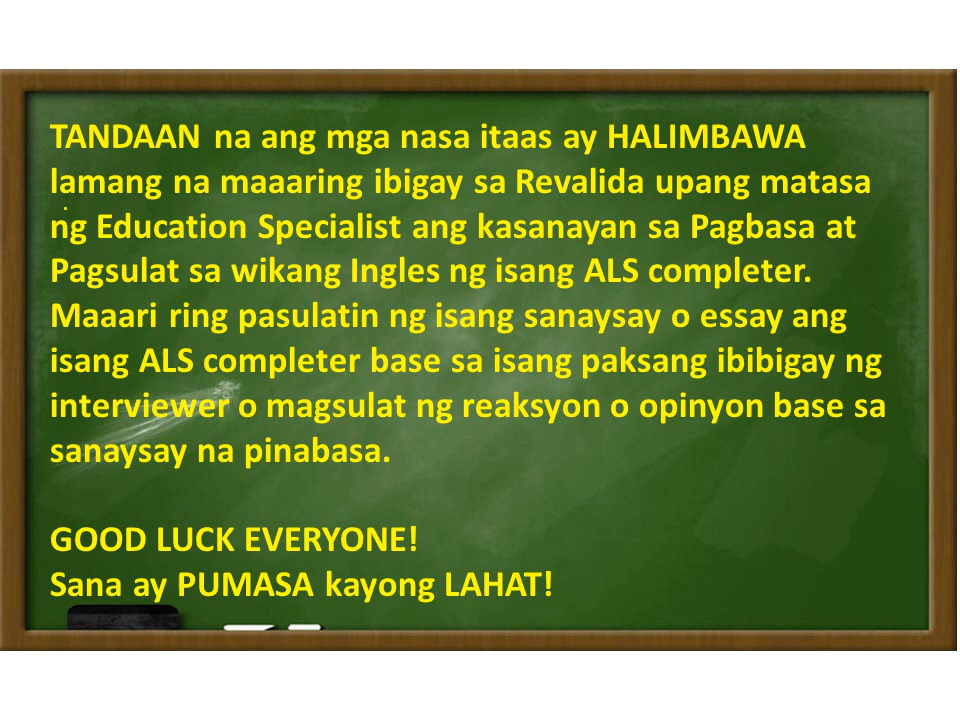 TANDAAN na ang mga nasa itaas ay HALIMBAWA
lamang na maaaring ibigay sa Revalida upang matasa
ng Education Specialist ang kasanayan sa Pagbasa at
Pagsulat sa wikang Ingles ng isang ALS completer.
Maaari ring pasulatin ng isang sanaysay o essay ang
isang ALS completer base sa isang paksang ibibigay ng
interviewer o magsulat ng reaksyon o opinyon base sa
sanaysay na pinabasa.
GOOD LUCK EVERYONE!
Sana ay PUMASA kayong LAHAT!